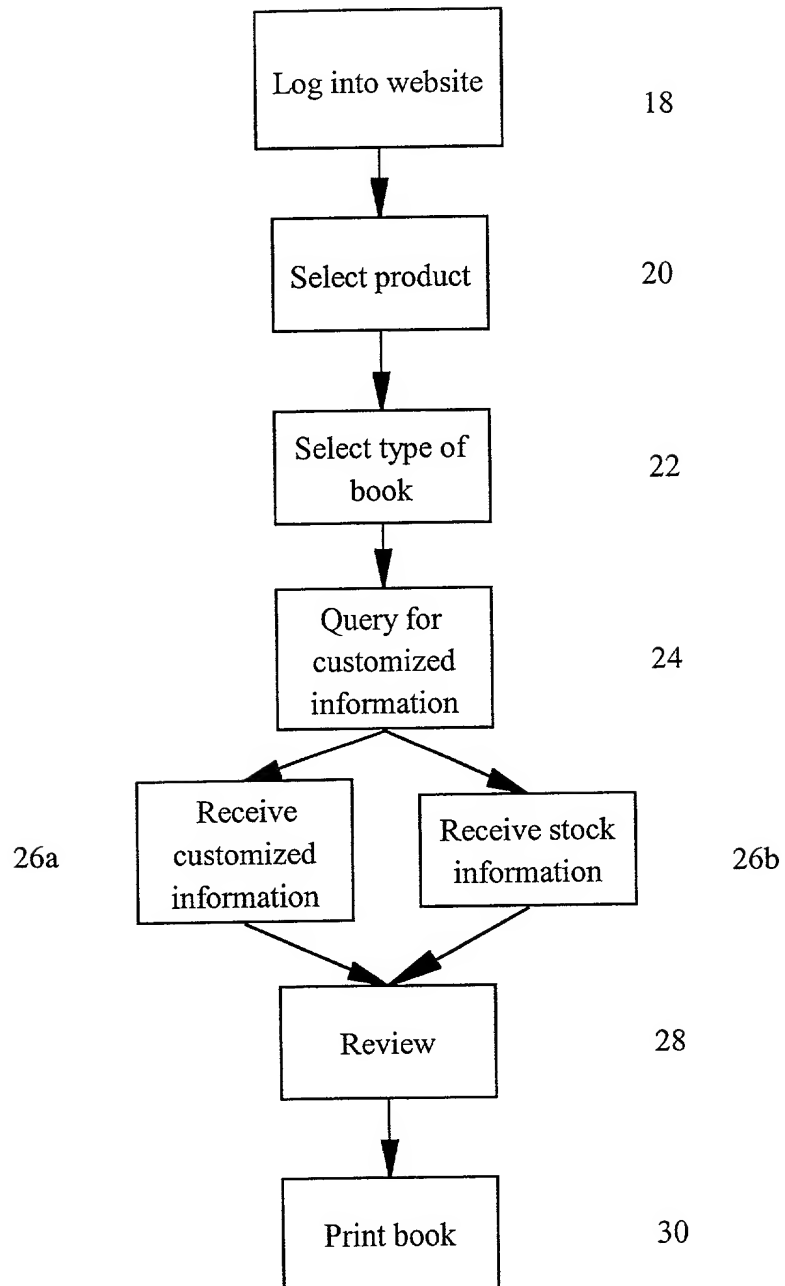 Log into website
18
Select product
20
Select type of
book
22
Query for
customized
information
24
26a
Receive
customized
information
Receive stock
information
26b
Review
28
Print book
30